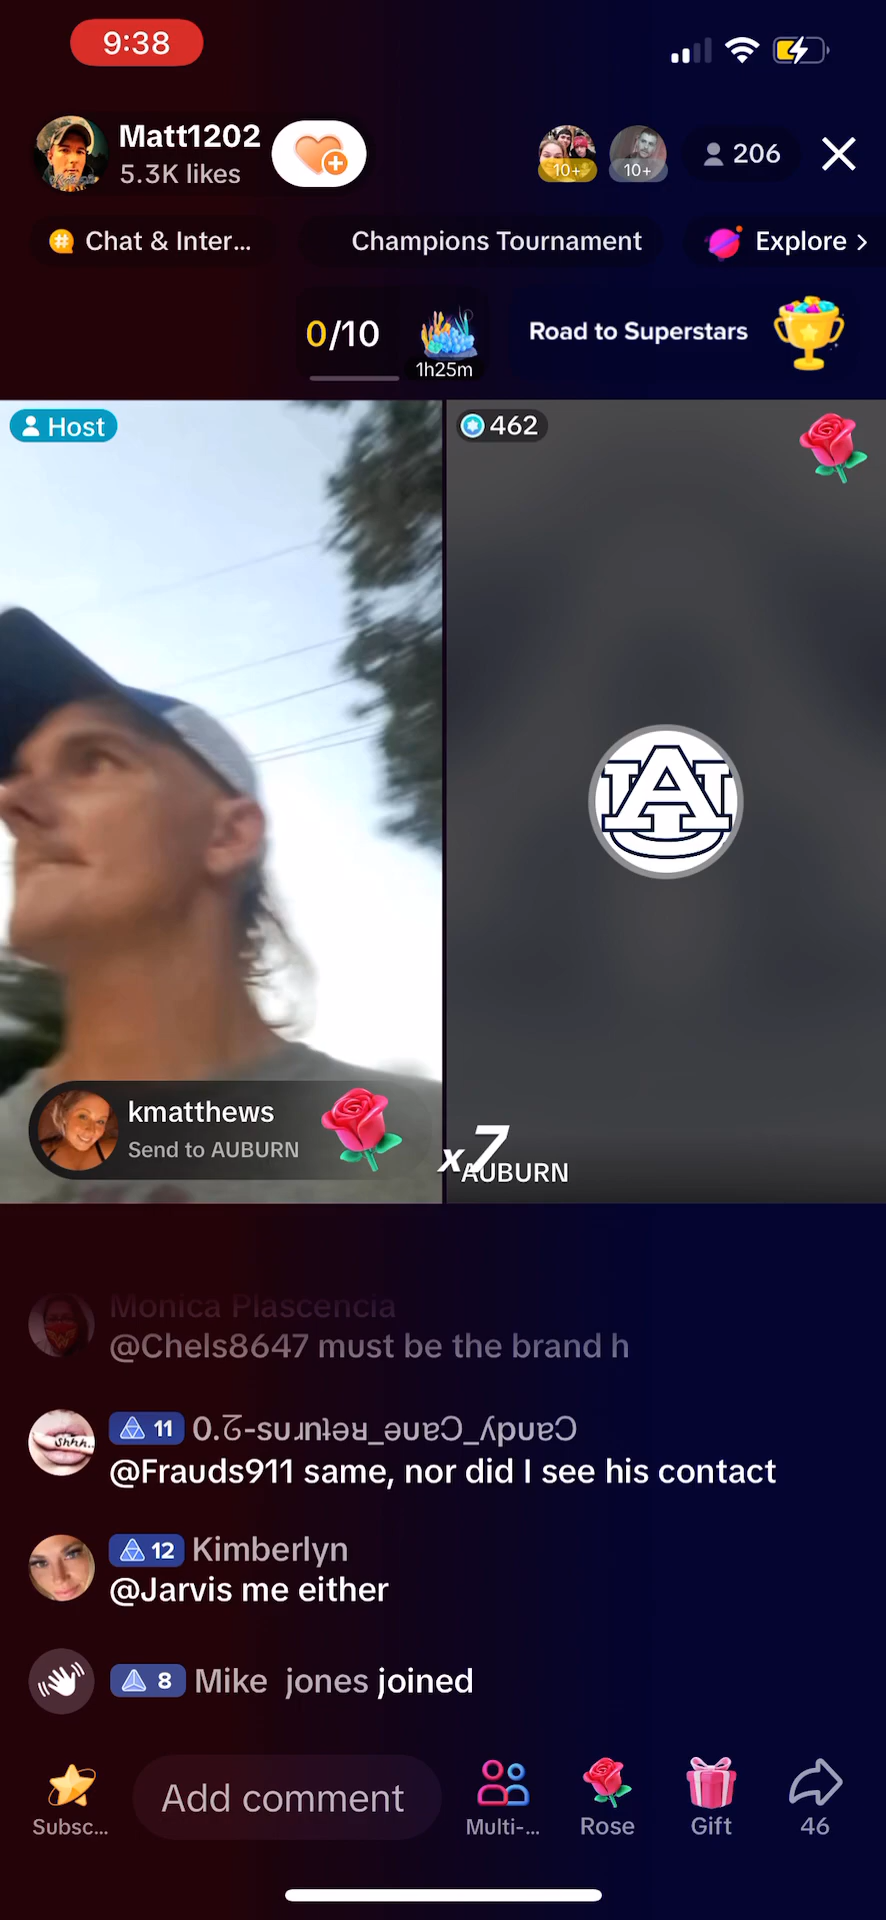 9:38
Matt1202
5.3K likes
10+
10+
206
Chat & Inter...
Champions Tournament
Explore >
0/10
1h25m
Road to Superstars
Host
462
AU
kmatthews
Send to AUBURN
x7
AUBURN
Monica Plascencia
@Chels8647 must be the brand h
Shhh..
11 0.ϛ-sɹnʇǝᴚ_ǝuɐƆ_ʎpuɐƆ
@Frauds911 same, nor did I see his contact
12 Kimberlyn
@Jarvis me either
8 Mike jones joined
Subsc...
Add comment
Multi-...
Rose
Gift
46